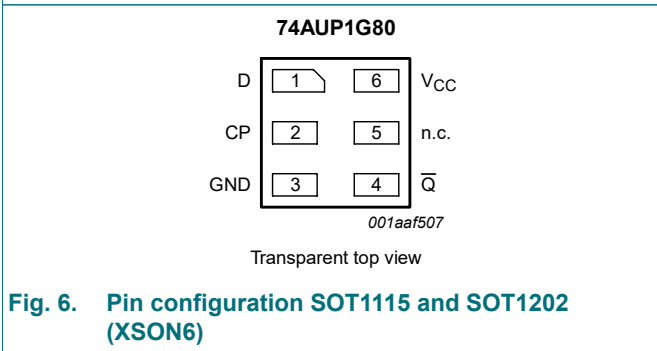 74AUP1G80
D 1 6 VCC
CP 2 5 n.c.
GND 3 4 Q̅
001aaf507
Transparent top view
Fig. 6. Pin configuration SOT1115 and SOT1202
(XSON6)